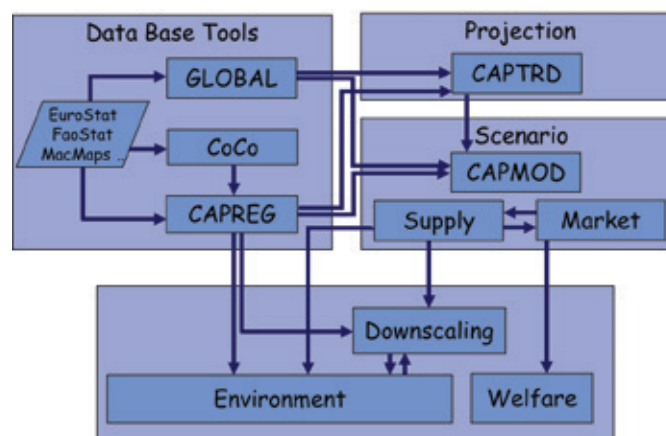 Data Base Tools
GLOBAL
EuroStat
FaoStat
MacMaps ..
CoCo
CAPREG
Projection
CAPTRD
Scenario
CAPMOD
Supply
Market
Downscaling
Environment
Welfare